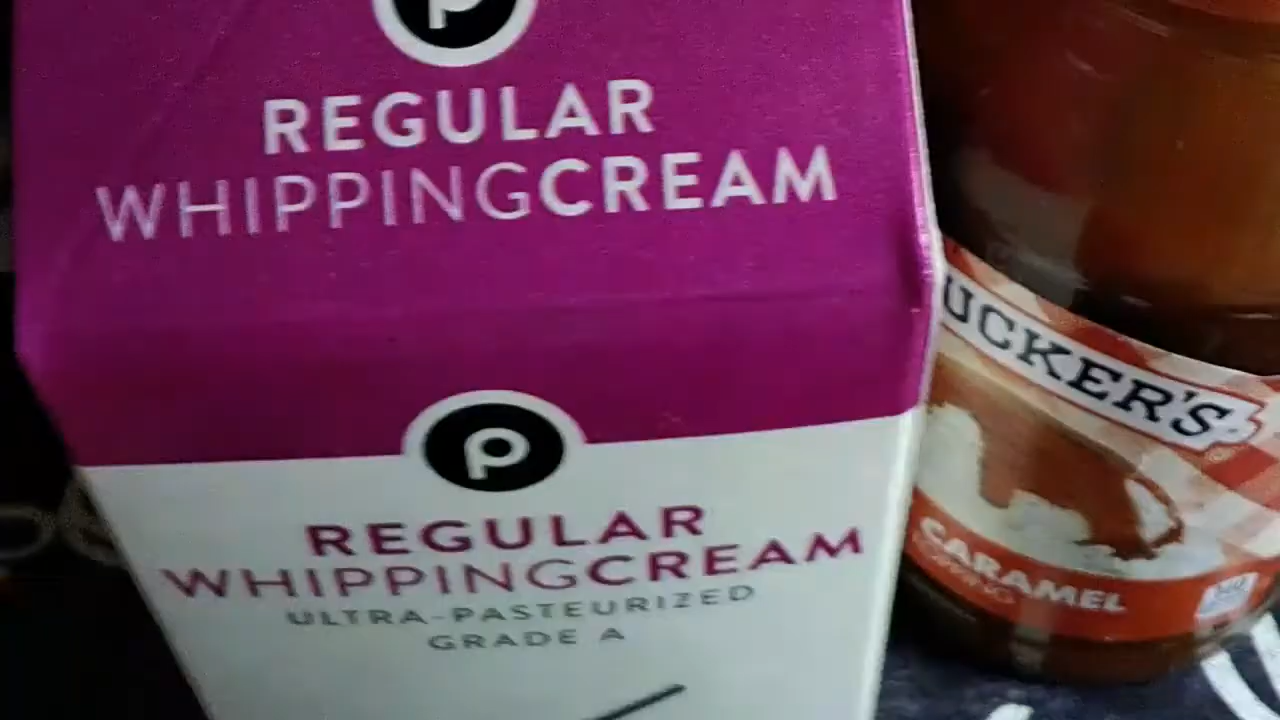 P
REGULAR
WHIPPINGCREAM
P
REGULAR
WHIPPINGCREAM
ULTRA-PASTEURIZED
GRADE A
UCKER'S
CARAMEL